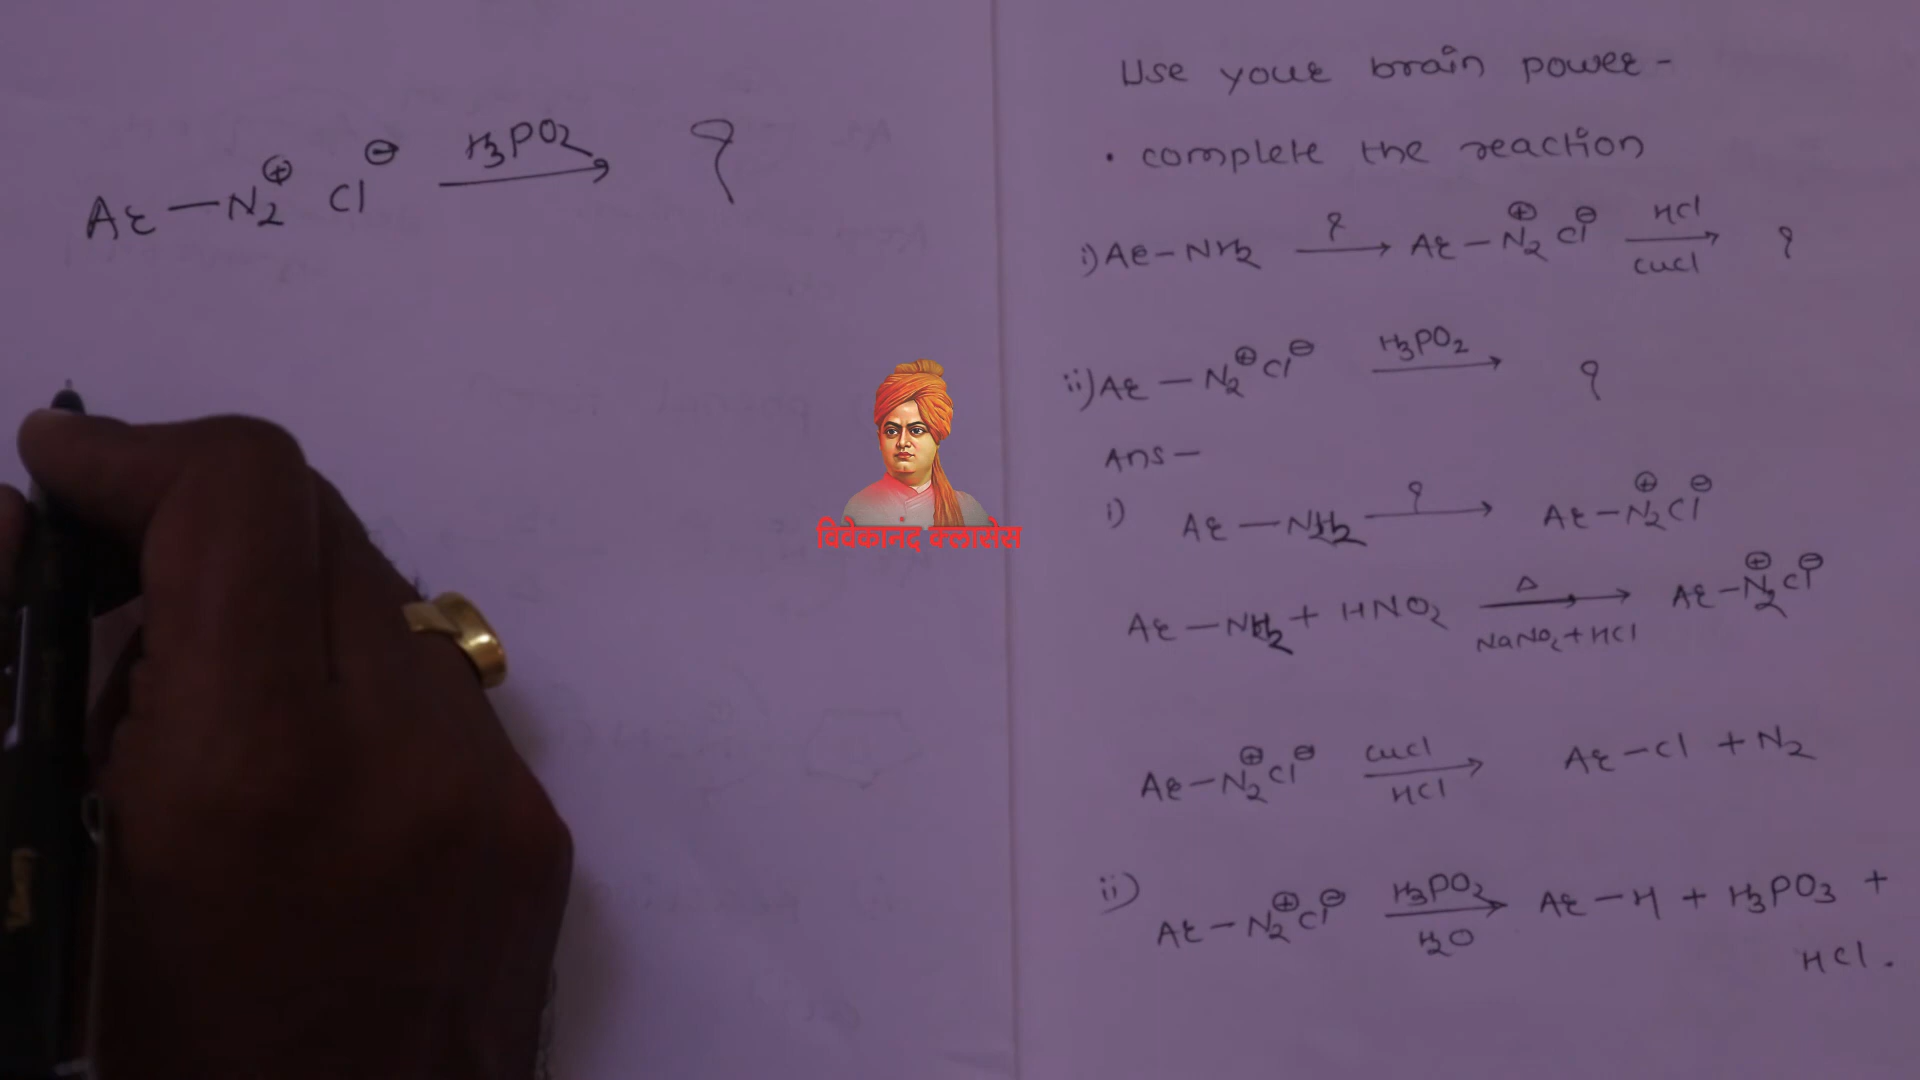 Ar — N₂⊕ Cl⊖ H₃PO₂→ ?
Use your brain power -
• complete the reaction
i) Ar - NH₂ ?→ Ar - N₂⊕ Cl⊖ HCl→ CuCl ?
ii) Ar - N₂⊕Cl⊖ H₃PO₂→ ?
Ans -
i) Ar — NH₂ ?→ Ar - N₂⊕Cl⊖
Ar - NH₂ + HNO₂ Δ→ NaNO₂ + HCl Ar - N₂⊕Cl⊖
Ar - N₂⊕Cl⊖ CuCl→ HCl Ar - Cl + N₂
ii) Ar - N₂⊕Cl⊖ H₃PO₂→ H₂O Ar - H + H₃PO₃ +
HCl.
विवेकानंद क्लासेस